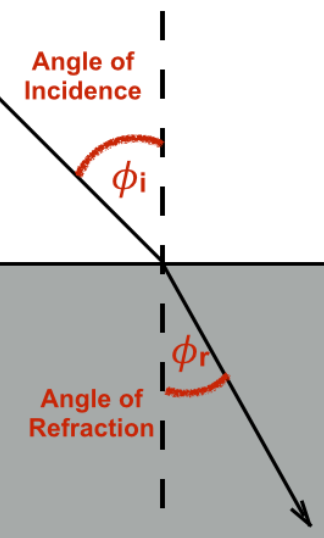 Angle of
Incidence
ϕi
ϕr
Angle of
Refraction